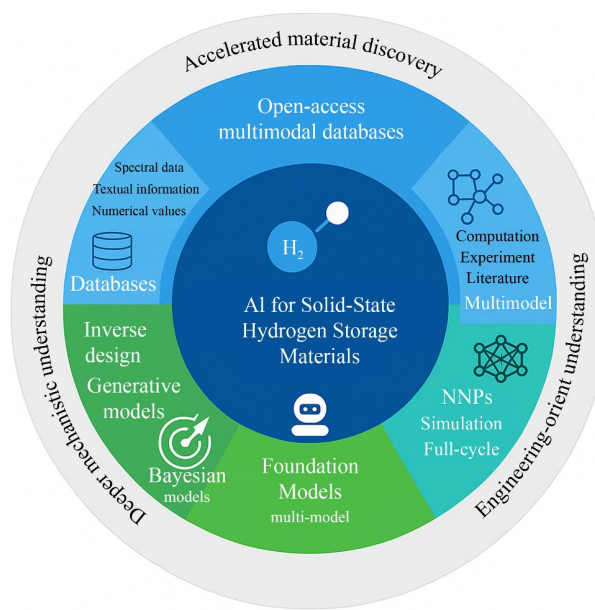 Accelerated material discovery
Open-access
multimodal databases
Spectral data
Textual information
Numerical values
Databases
Computation
Experiment
Literature
Multimodel
H₂
AI for Solid-State
Hydrogen Storage
Materials
Inverse
design
Generative
models
Bayesian
models
Foundation
Models
multi-model
NNPs
Simulation
Full-cycle
Deeper mechanistic understanding
Engineering-orient understanding